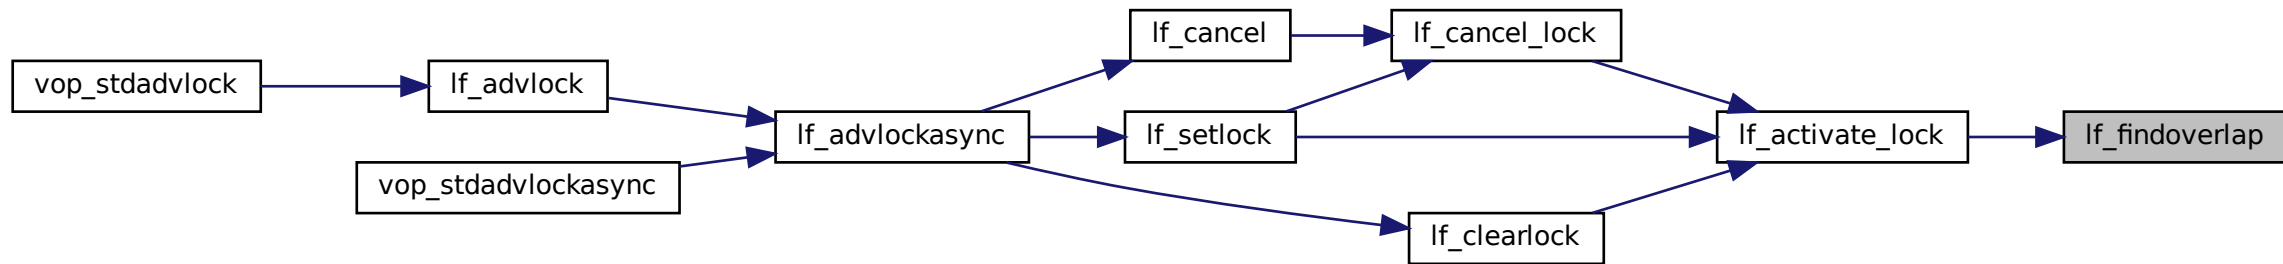 vop_stdadvlock
lf_advlock
vop_stdadvlockasync
lf_advlockasync
lf_cancel
lf_setlock
lf_cancel_lock
lf_clearlock
lf_activate_lock
lf_findoverlap